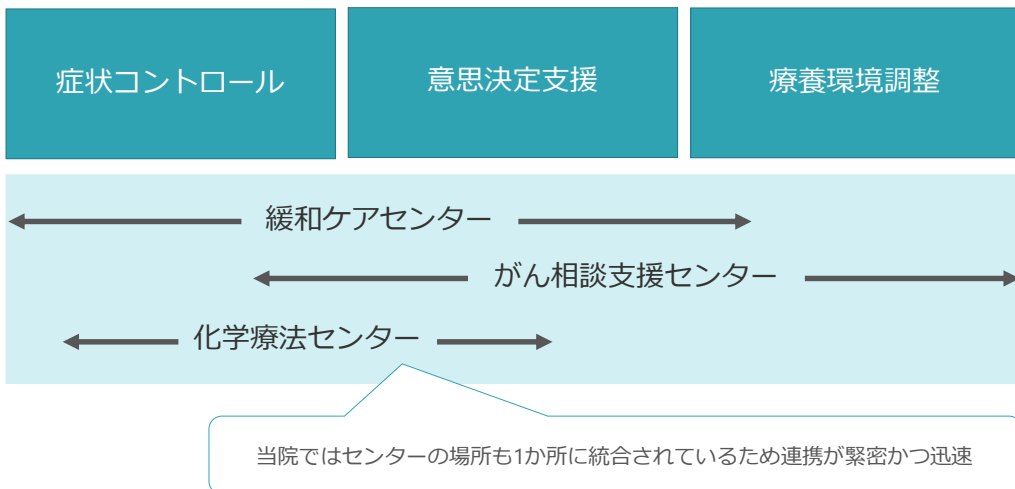 症状コントロール
意思決定支援
療養環境調整
緩和ケアセンター
がん相談支援センター
化学療法センター
当院ではセンターの場所も1か所に統合されているため連携が緊密かつ迅速